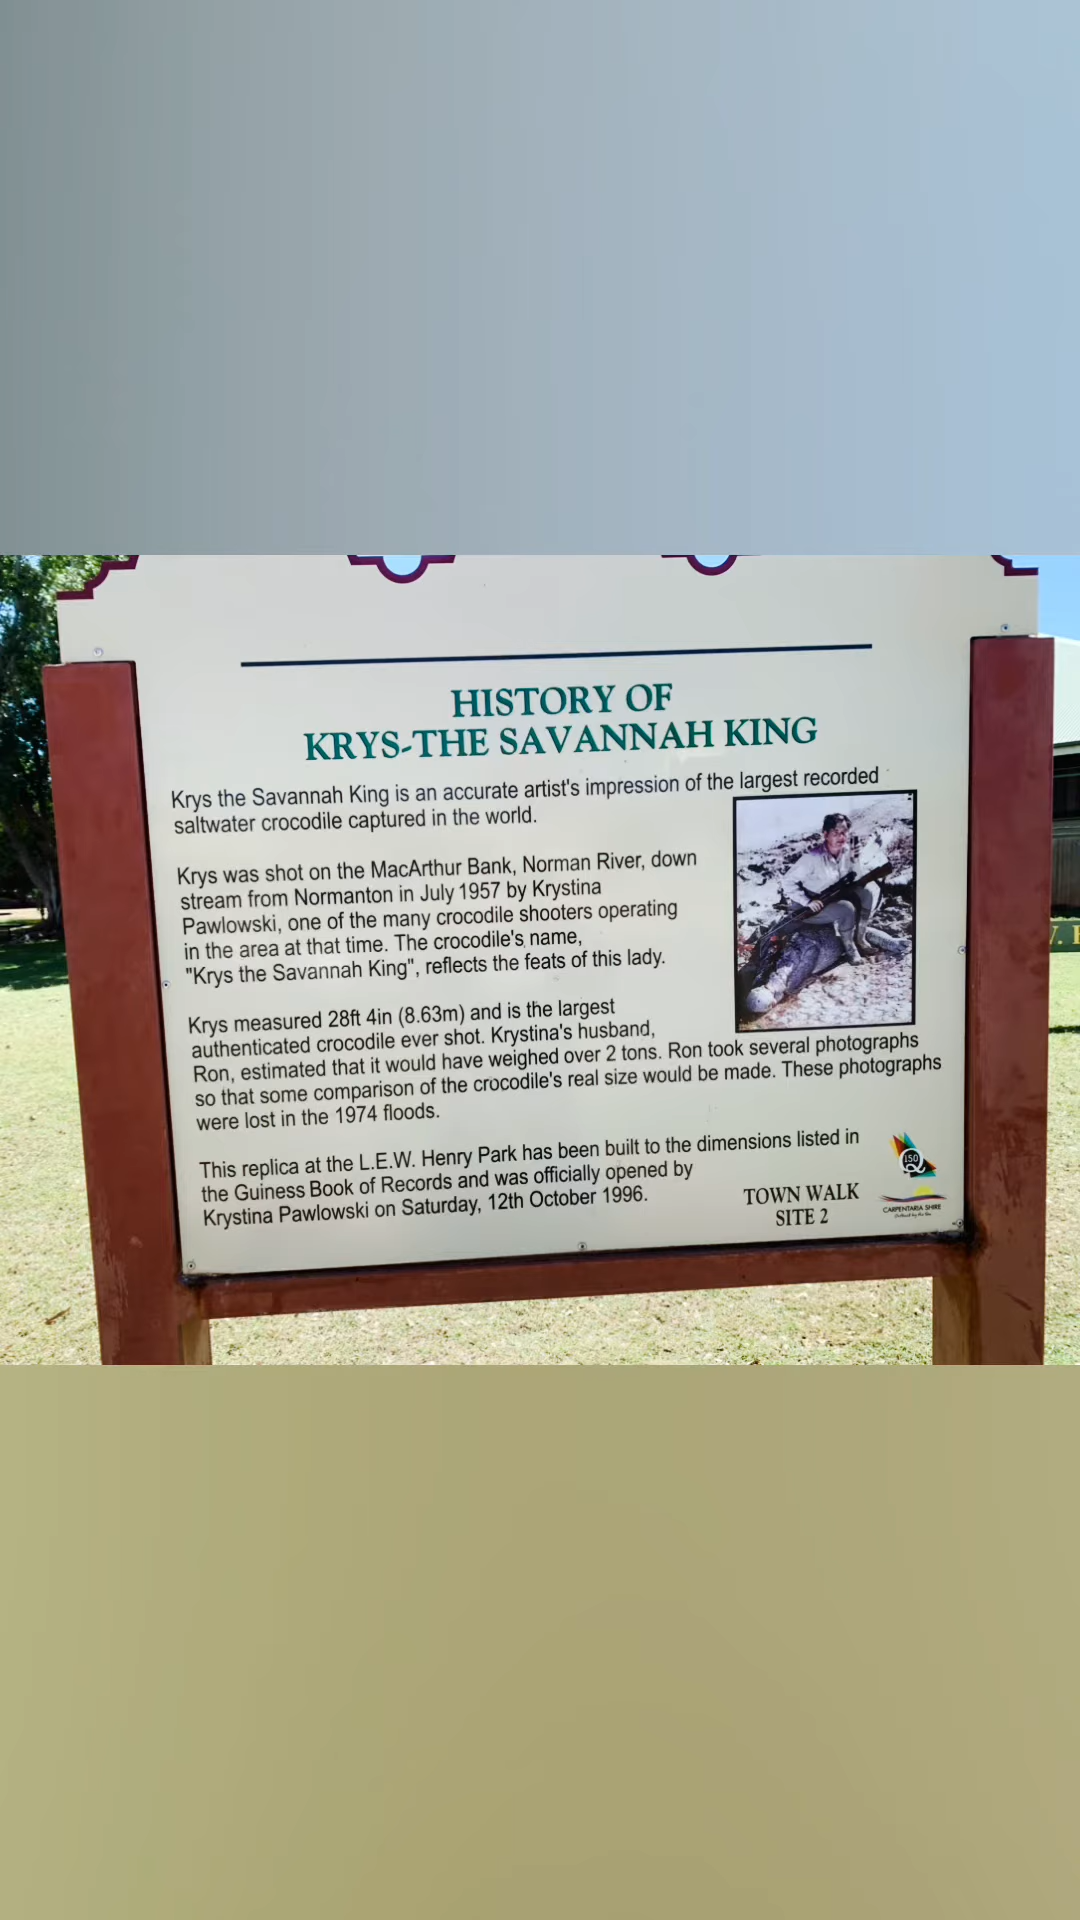 HISTORY OF
KRYS-THE SAVANNAH KING
Krys the Savannah King is an accurate artist's impression of the largest recorded
saltwater crocodile captured in the world.
Krys was shot on the MacArthur Bank, Norman River, down
stream from Normanton in July 1957 by Krystina
Pawlowski, one of the many crocodile shooters operating
in the area at that time. The crocodile's name,
"Krys the Savannah King", reflects the feats of this lady.
Krys measured 28ft 4in (8.63m) and is the largest
authenticated crocodile ever shot. Krystina's husband,
Ron, estimated that it would have weighed over 2 tons. Ron took several photographs
so that some comparison of the crocodile's real size would be made. These photographs
were lost in the 1974 floods.
This replica at the L.E.W. Henry Park has been built to the dimensions listed in
the Guiness Book of Records and was officially opened by
Krystina Pawlowski on Saturday, 12th October 1996.
TOWN WALK
SITE 2
Q150
CARPENTARIA SHIRE